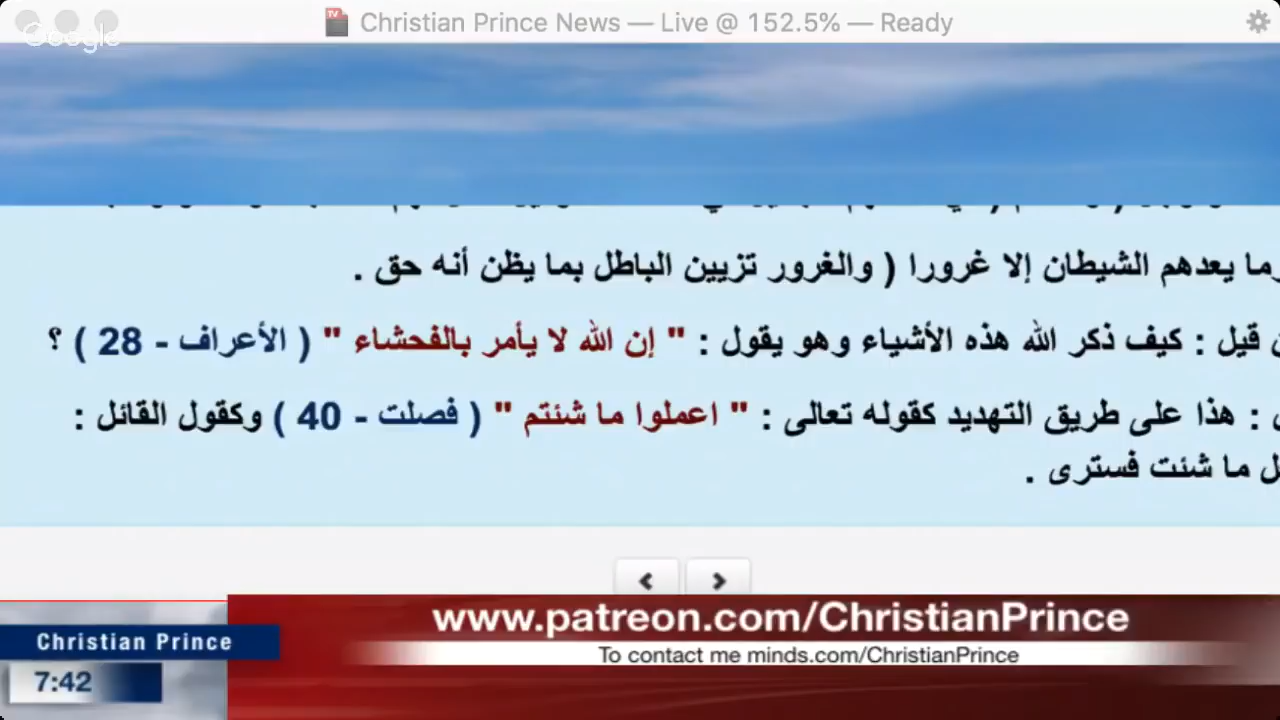 Google
Christian Prince News — Live @ 152.5% — Ready
TV
يعدهم الشيطان إلا غرورا ) والغرور تزيين الباطل بما يظن أنه حق .
قيل : كيف ذكر الله هذه الأشياء وهو يقول : " إن الله لا يأمر بالفحشاء " ( الأعراف - 28 ) ؟
: هذا على طريق التهديد كقوله تعالى : " اعملوا ما شئتم " ( فصلت - 40 ) وكقول القائل :
ما شئت فسترى .
www.patreon.com/ChristianPrince
To contact me minds.com/ChristianPrince
Christian Prince
7:42